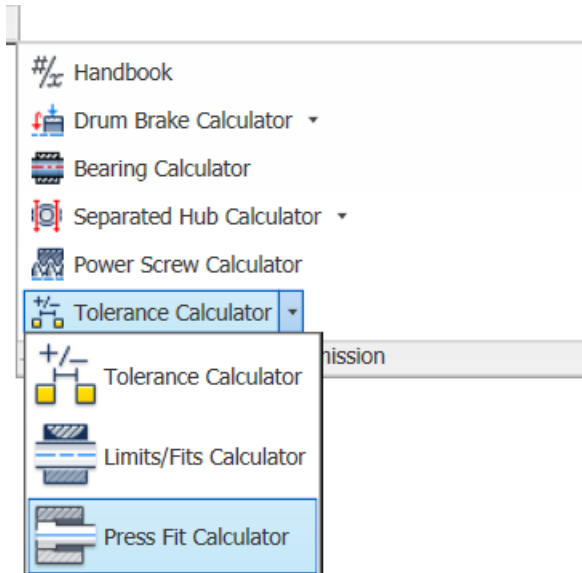 Handbook
Drum Brake Calculator
Bearing Calculator
Separated Hub Calculator
Power Screw Calculator
Tolerance Calculator
Tolerance Calculator
Limits/Fits Calculator
Press Fit Calculator